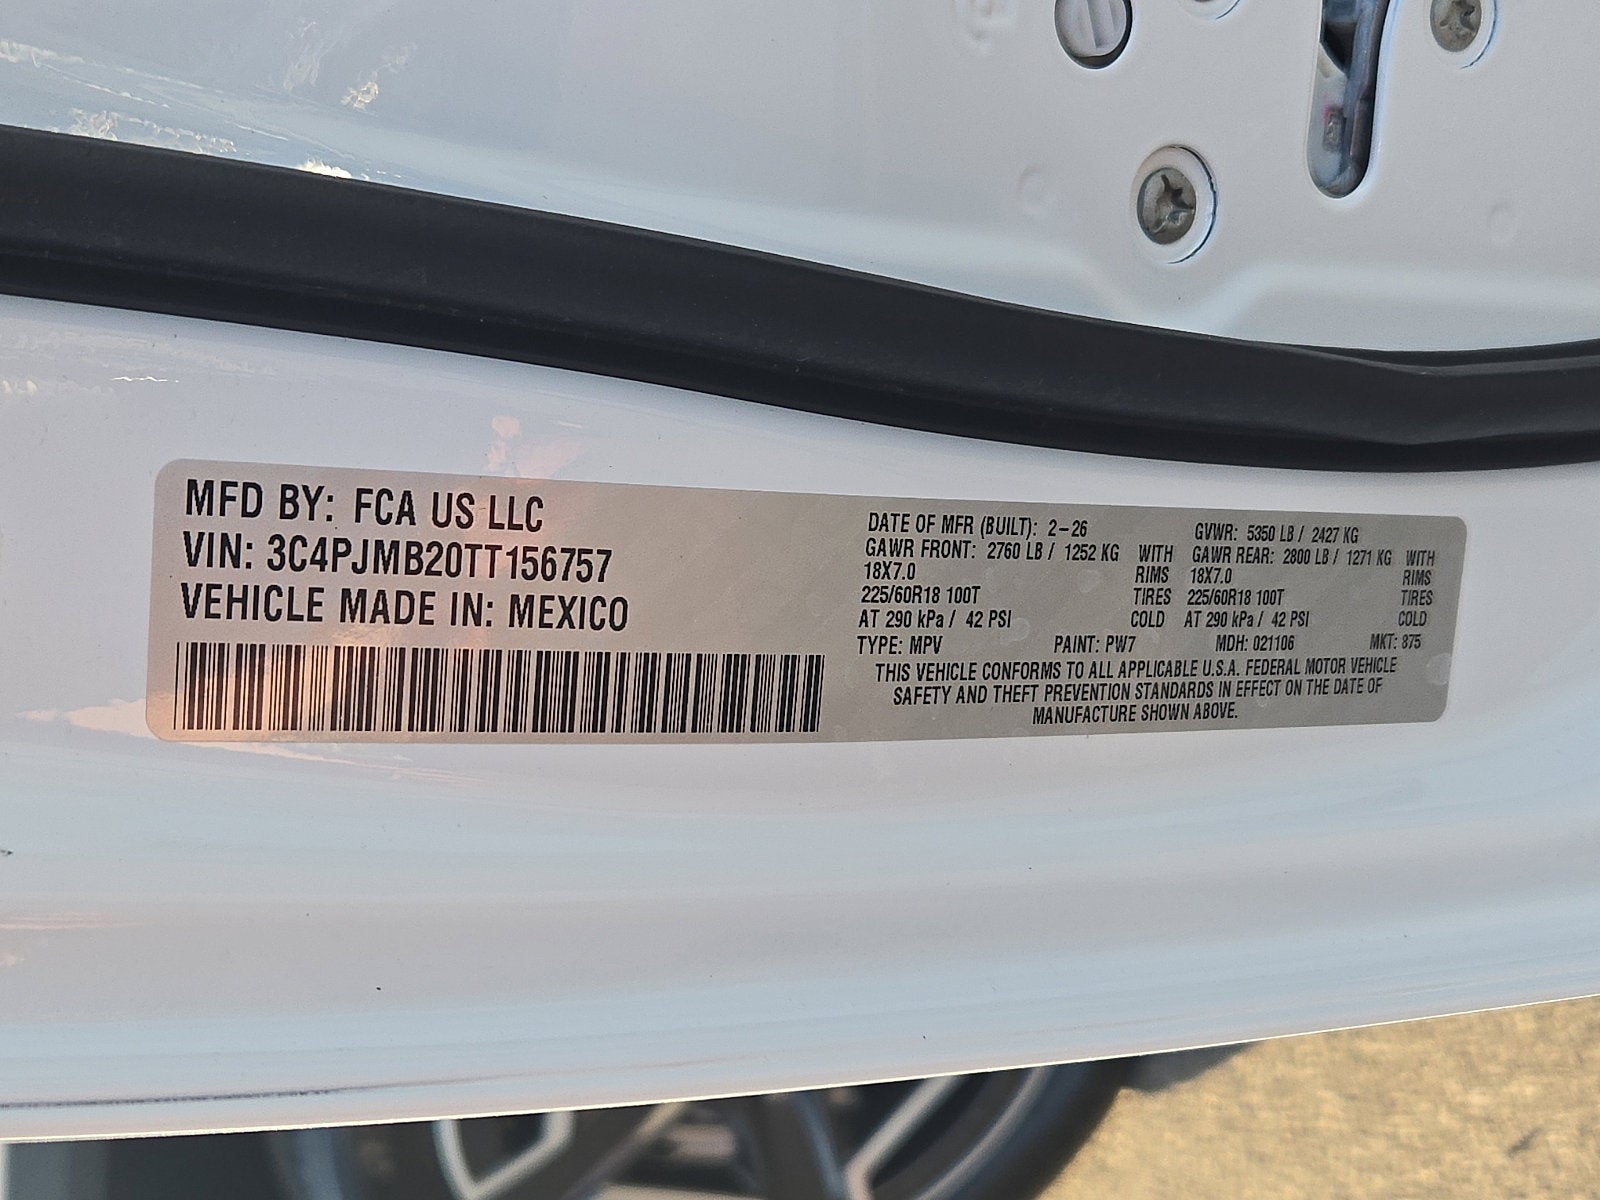 MFD BY: FCA US LLC
VIN: 3C4PJMB20TT156757
VEHICLE MADE IN: MEXICO
DATE OF MFR (BUILT): 2-26 GVWR: 5350 LB / 2427 KG
GAWR FRONT: 2760 LB / 1252 KG WITH GAWR REAR: 2800 LB / 1271 KG WITH
18X7.0 RIMS 18X7.0 RIMS
225/60R18 100T TIRES 225/60R18 100T TIRES
AT 290 kPa / 42 PSI COLD AT 290 kPa / 42 PSI COLD
TYPE: MPV PAINT: PW7 MDH: 021106 MKT: 875
THIS VEHICLE CONFORMS TO ALL APPLICABLE U.S.A. FEDERAL MOTOR VEHICLE
SAFETY AND THEFT PREVENTION STANDARDS IN EFFECT ON THE DATE OF
MANUFACTURE SHOWN ABOVE.